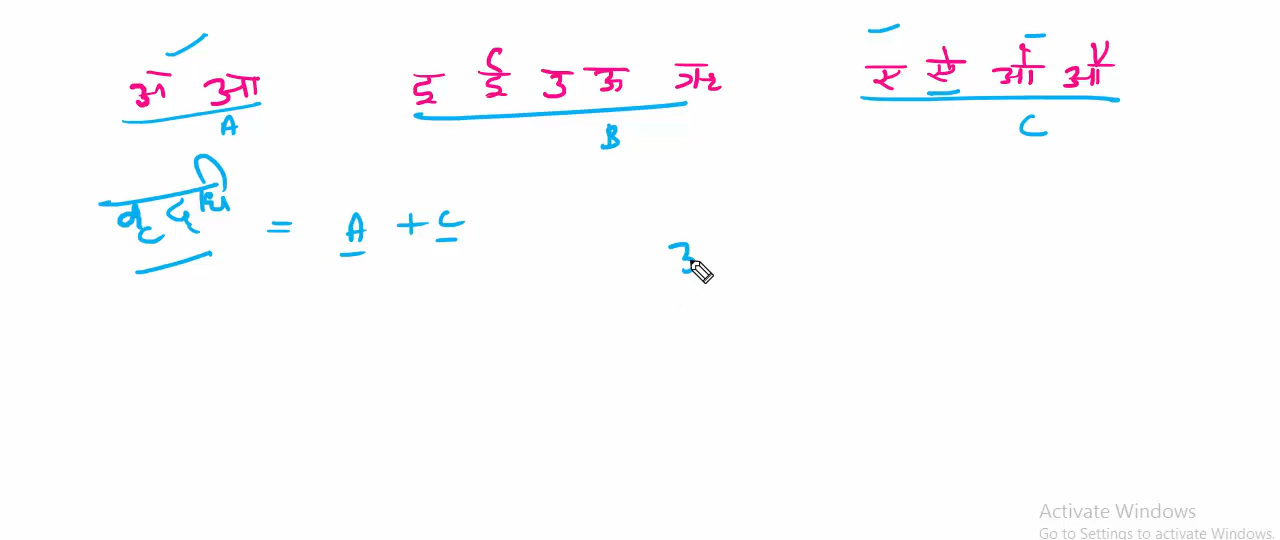 अ आ इ ई उ ऊ ऋ ए ऐ ओ औ
A B C
वृद्धि = A + C
Activate Windows
Go to Settings to activate Windows.